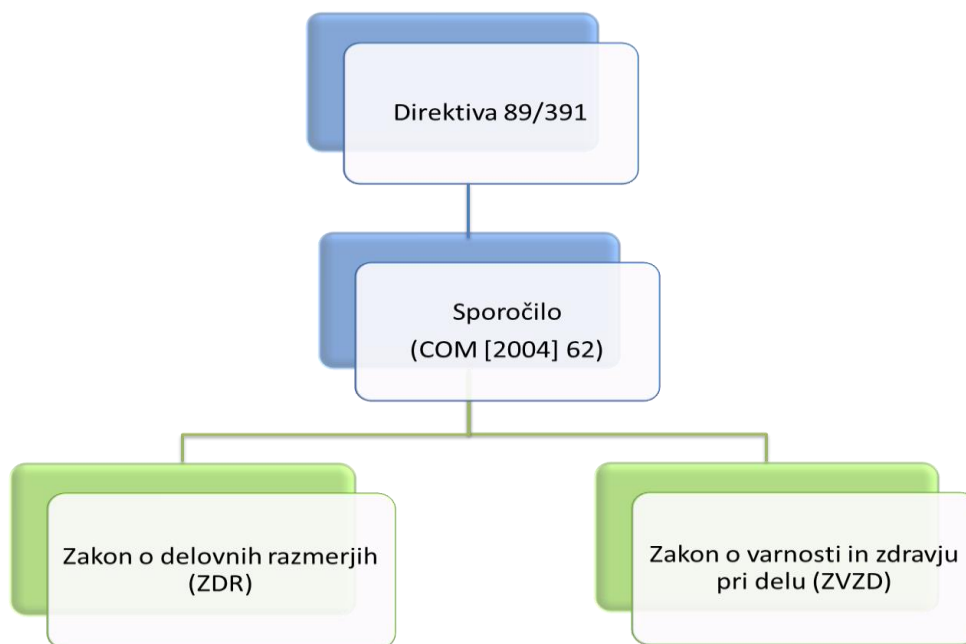 Direktiva 89/391
Sporočilo
(COM [2004] 62)
Zakon o delovnih razmerjih
(ZDR)
Zakon o varnosti in zdravju
pri delu (ZVZD)